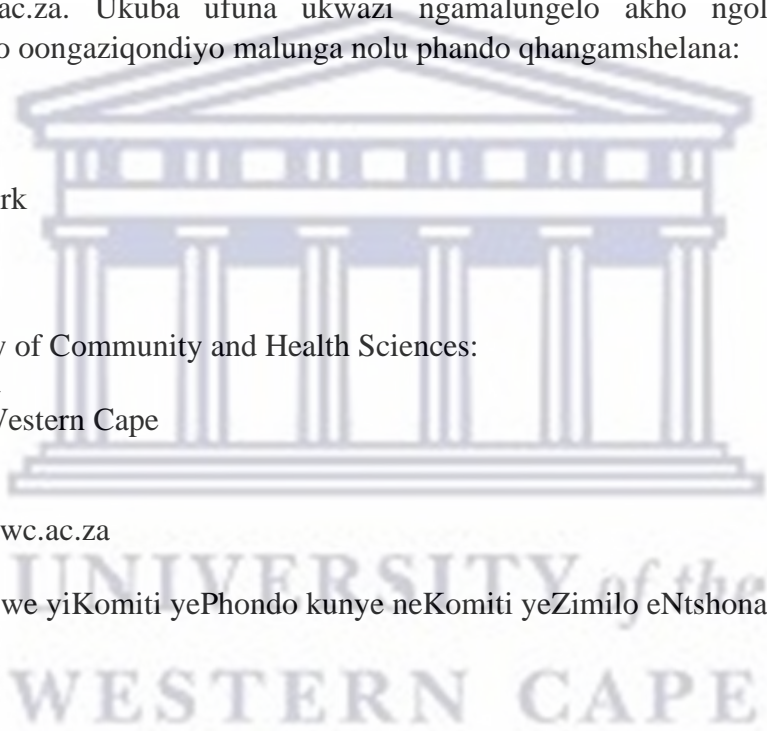 ac.za. Ukuba ufuna ukwazi ngamalungelo akho ngol
o oongaziqondiyo malunga nolu phando qhangamshelana:
rk
y of Community and Health Sciences:
Western Cape
wc.ac.za
we yiKomiti yePhondo kunye neKomiti yeZimilo eNtshona
UNIVERSITY of the
WESTERN CAPE